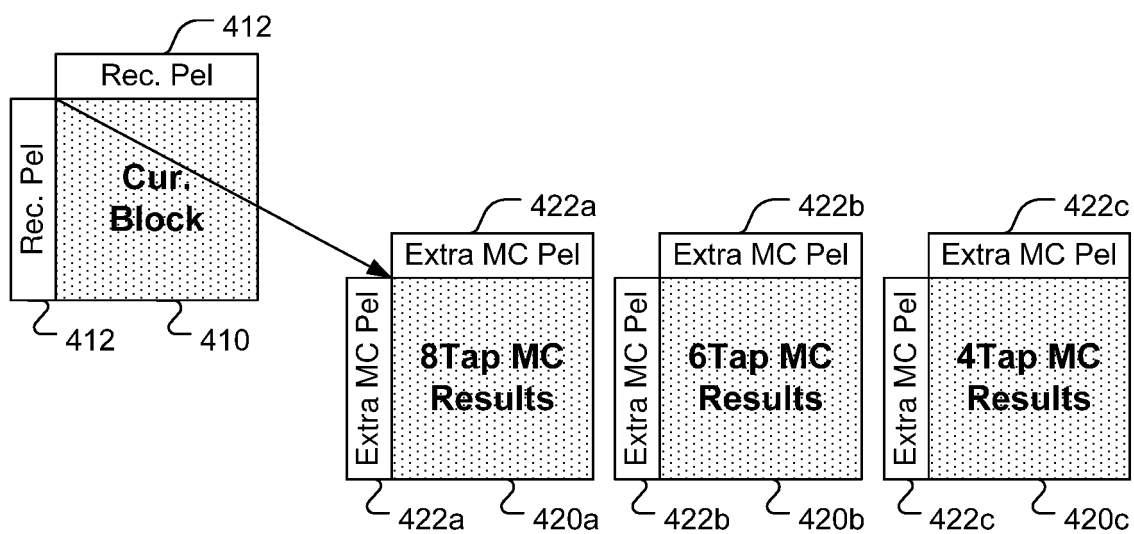 412
Rec. Pel
Rec. Pel
Cur.
Block
412
410
422a
Extra MC Pel
Extra MC Pel
8Tap MC
Results
422a
420a
422b
Extra MC Pel
Extra MC Pel
6Tap MC
Results
422b
420b
422c
Extra MC Pel
Extra MC Pel
4Tap MC
Results
422c
420c